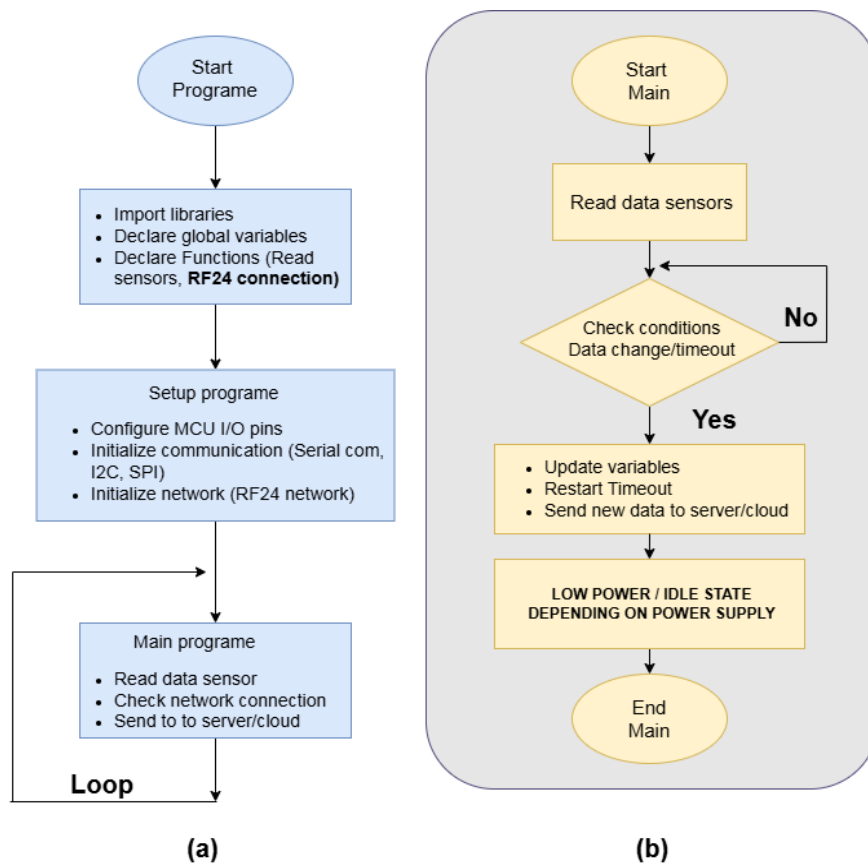 Start
Programe
• Import libraries
• Declare global variables
• Declare Functions (Read
sensors, RF24 connection)
Setup programe
• Configure MCU I/O pins
• Initialize communication (Serial com,
I2C, SPI)
• Initialize network (RF24 network)
Main programe
• Read data sensor
• Check network connection
• Send to to server/cloud
Loop
(a)
Start
Main
Read data sensors
Check conditions
Data change/timeout
No
Yes
• Update variables
• Restart Timeout
• Send new data to server/cloud
LOW POWER / IDLE STATE
DEPENDING ON POWER SUPPLY
End
Main
(b)